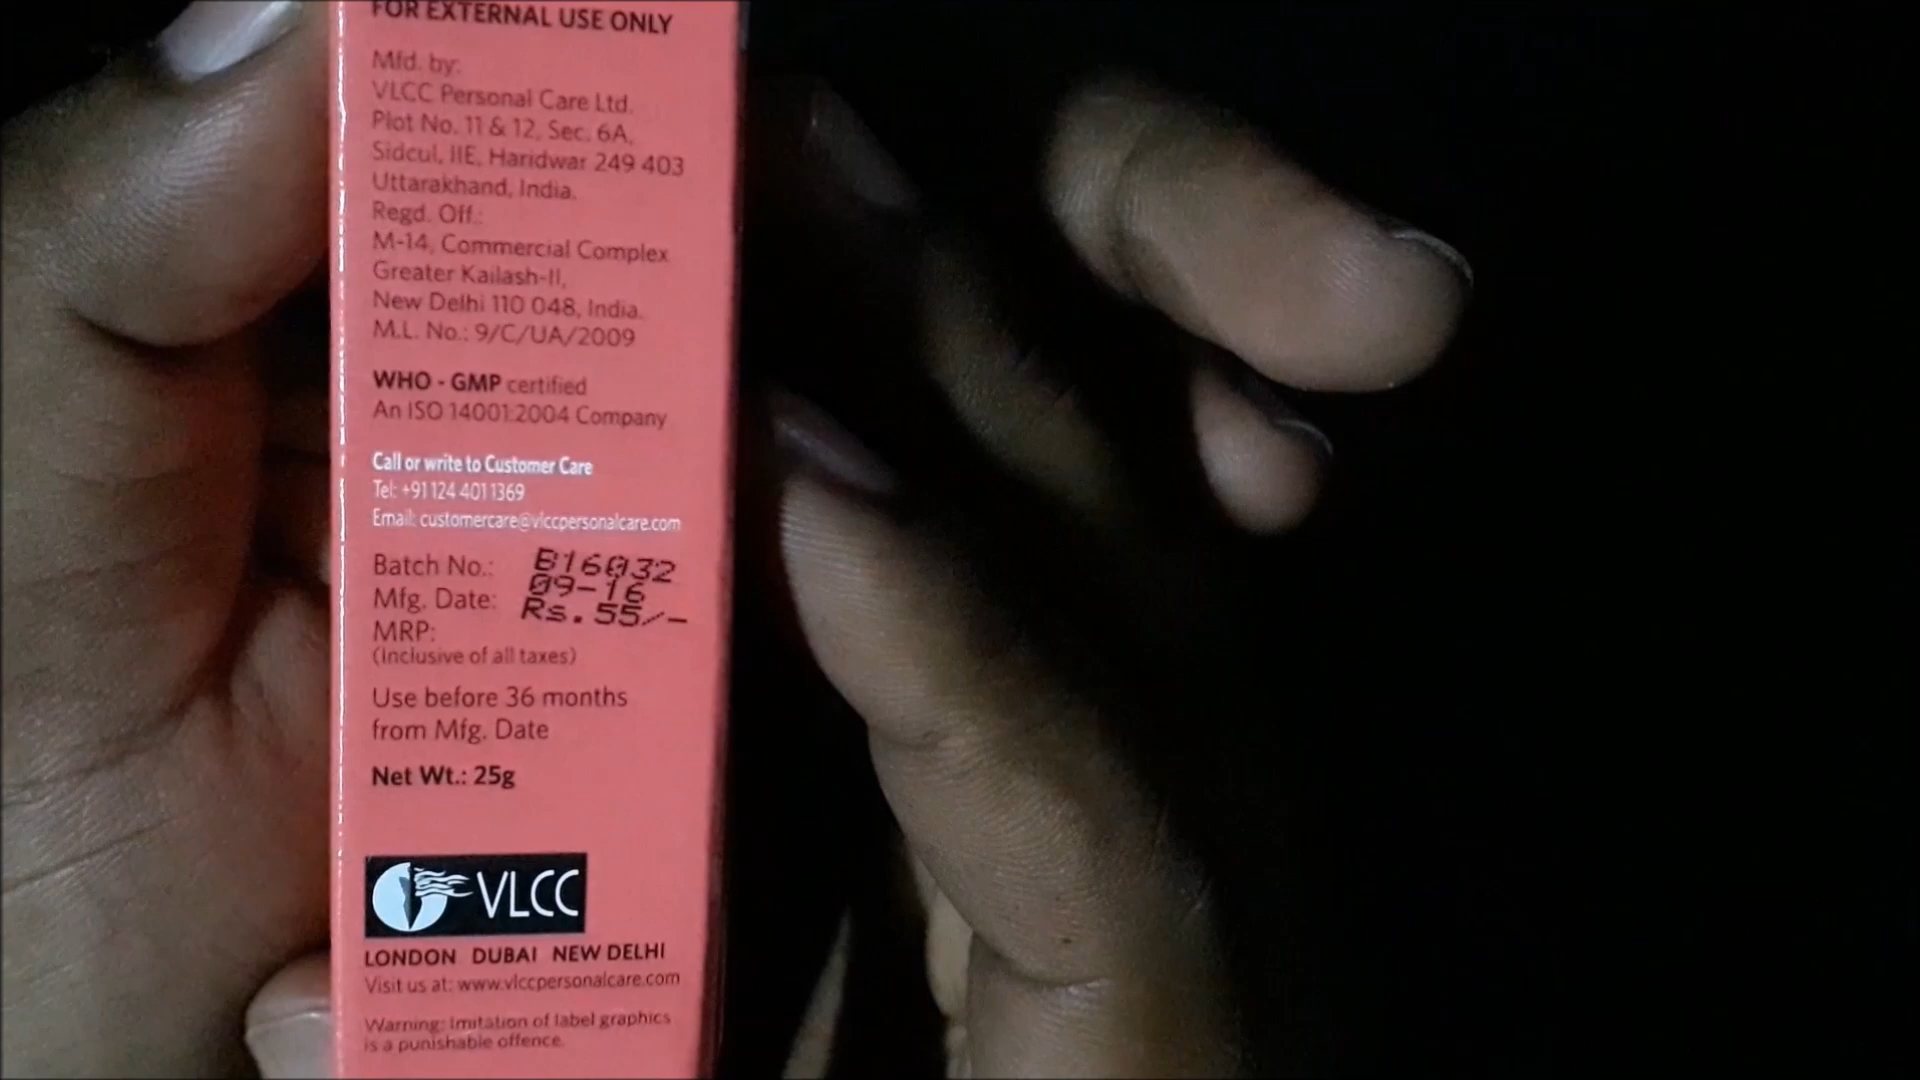 FOR EXTERNAL USE ONLY
Mfd. by:
VLCC Personal Care Ltd.
Plot No. 11 & 12, Sec. 6A,
Sidcul, IIE, Haridwar 249 403
Uttarakhand, India.
Regd. Off.:
M-14, Commercial Complex
Greater Kailash-II,
New Delhi 110 048, India.
M.L. No.: 9/C/UA/2009
WHO - GMP certified
An ISO 14001:2004 Company
Call or write to Customer Care
Tel: +91 124 4011369
Email: customercare@vlccpersonalcare.com
Batch No.: B16032
Mfg. Date: 09-16
MRP: Rs.55/-
(Inclusive of all taxes)
Use before 36 months
from Mfg. Date
Net Wt.: 25g
VLCC
LONDON DUBAI NEW DELHI
Visit us at: www.vlccpersonalcare.com
Warning: Imitation of label graphics
is a punishable offence.